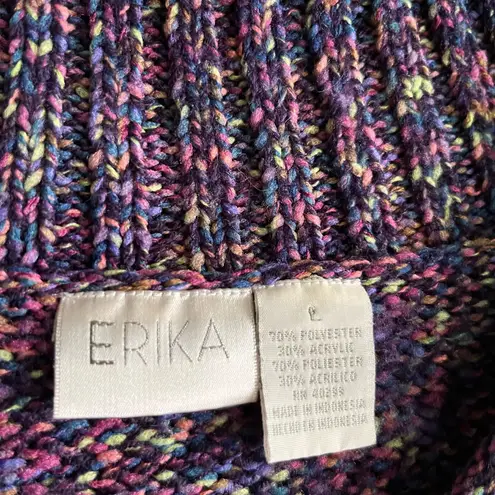 ERIKA
L
70% POLYESTER
30% ACRYLIC
70% POLIESTER
30% ACRILICO
RN 40299
MADE IN INDONESIA
HECHO EN INDONESIA